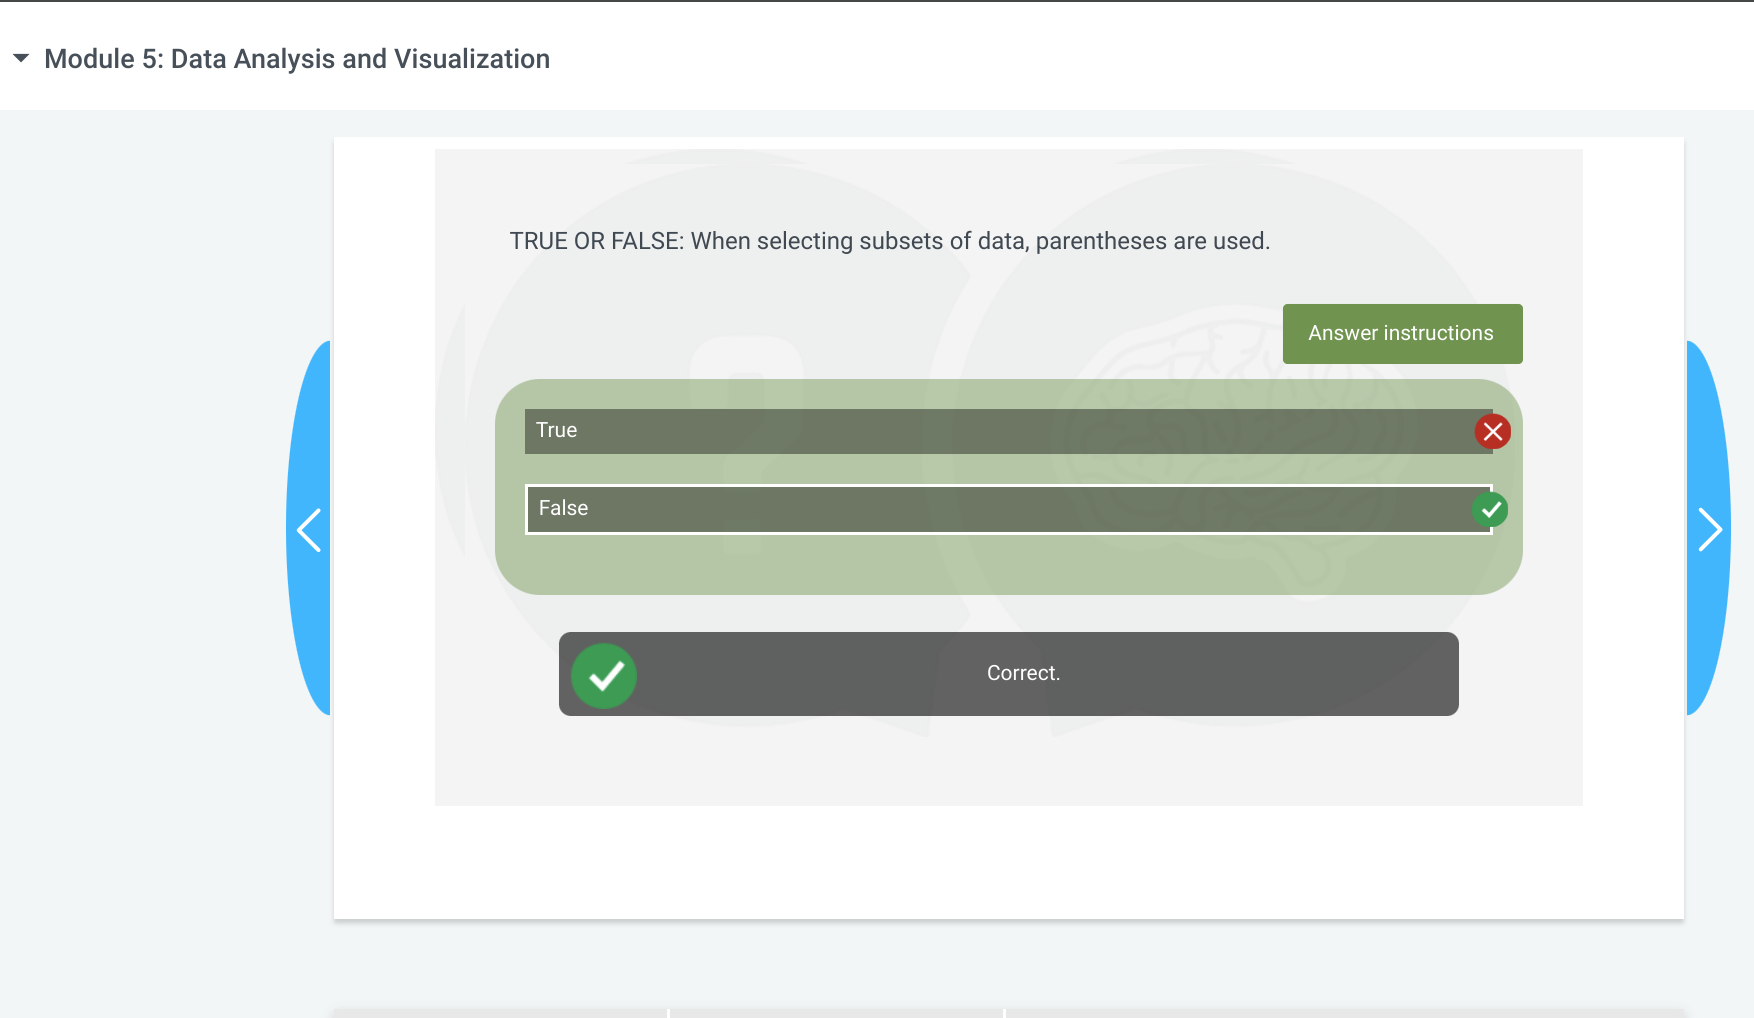 Module 5: Data Analysis and Visualization
TRUE OR FALSE: When selecting subsets of data, parentheses are used.
Answer instructions
True
False
Correct.